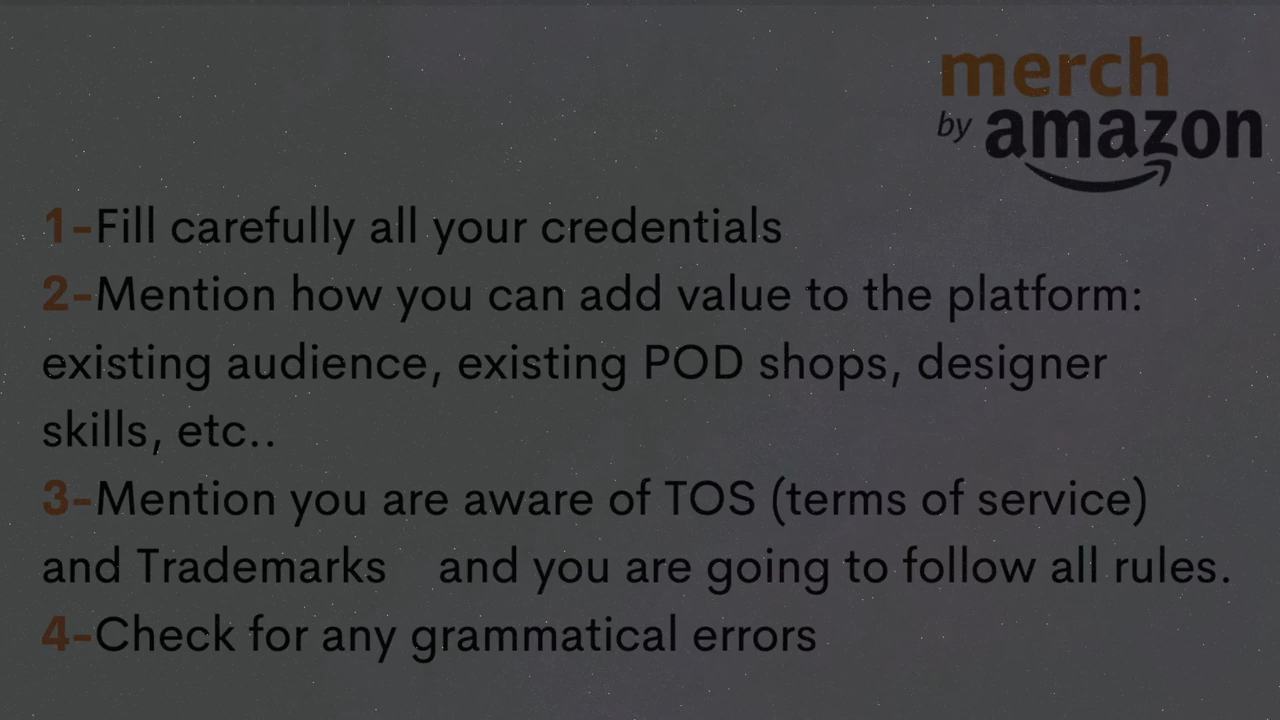 merch
by amazon
1-Fill carefully all your credentials
2-Mention how you can add value to the platform:
existing audience, existing POD shops, designer
skills, etc..
3-Mention you are aware of TOS (terms of service)
and Trademarks and you are going to follow all rules.
4-Check for any grammatical errors